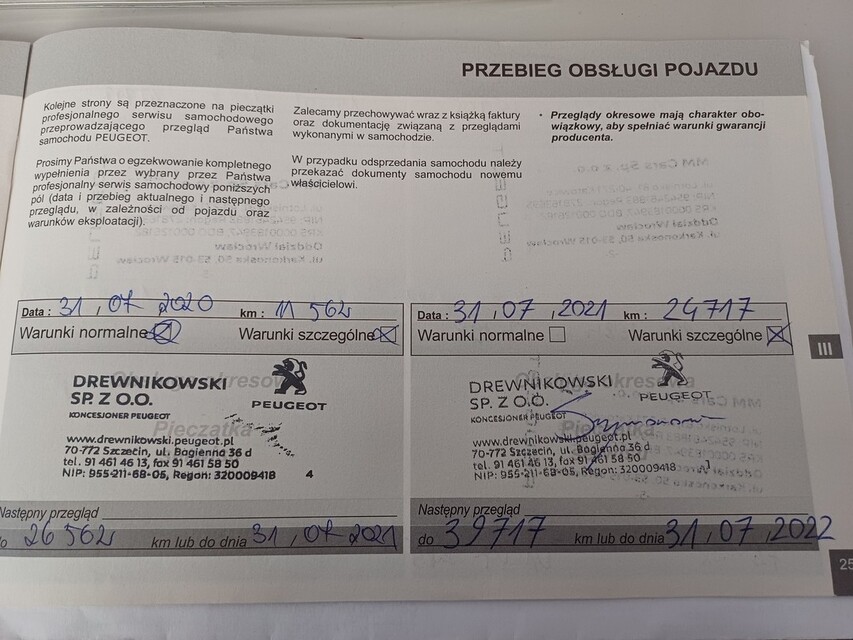 PRZEBIEG OBSŁUGI POJAZDU
Kolejne strony są przeznaczone na pieczątki
profesjonalnego serwisu samochodowego
przeprowadzającego przegląd Państwa
samochodu PEUGEOT.
Prosimy Państwa o egzekwowanie kompletnego
wypełnienia przez wybrany przez Państwa
profesjonalny serwis samochodowy poniższych
pól (data i przebieg aktualnego i następnego
przeglądu, w zależności od pojazdu oraz
warunków eksploatacji).
Zalecamy przechowywać wraz z książką faktury
oraz dokumentację związaną z przeglądami
wykonanymi w samochodzie.
W przypadku odsprzedania samochodu należy
przekazać dokumenty samochodu nowemu
właścicielowi.
• Przeglądy okresowe mają charakter obo-
wiązkowy, aby spełniać warunki gwarancji
producenta.
Data : 31, 07 2020 km : 11 562
Warunki normalne Warunki szczególne
DREWNIKOWSKI
SP. Z O.O.
KONCESJONER PEUGEOT
PEUGEOT
Pieczątka
www.drewnikowski.peugeot.pl
70-772 Szczecin, ul. Bagienna 36 d
tel. 91 461 46 13, fax 91 461 58 50
NIP: 955-211-68-05, Regon: 320009418 4
Następny przegląd
do 26 562 km lub do dnia 31, 07 2021
Data : 31, 07, 2021 km : 24717
Warunki normalne Warunki szczególne
DREWNIKOWSKI
SP. Z O.O.
KONCESJONER PEUGEOT
PEUGEOT
Pieczątka
www.drewnikowski.peugeot.pl
70-772 Szczecin, ul. Bagienna 36 d
tel. 91 461 46 13, fax 91 461 58 50
NIP: 955-211-68-05, Regon: 320009418
Następny przegląd
do 39717 km lub do dnia 31, 07, 2022
III
25